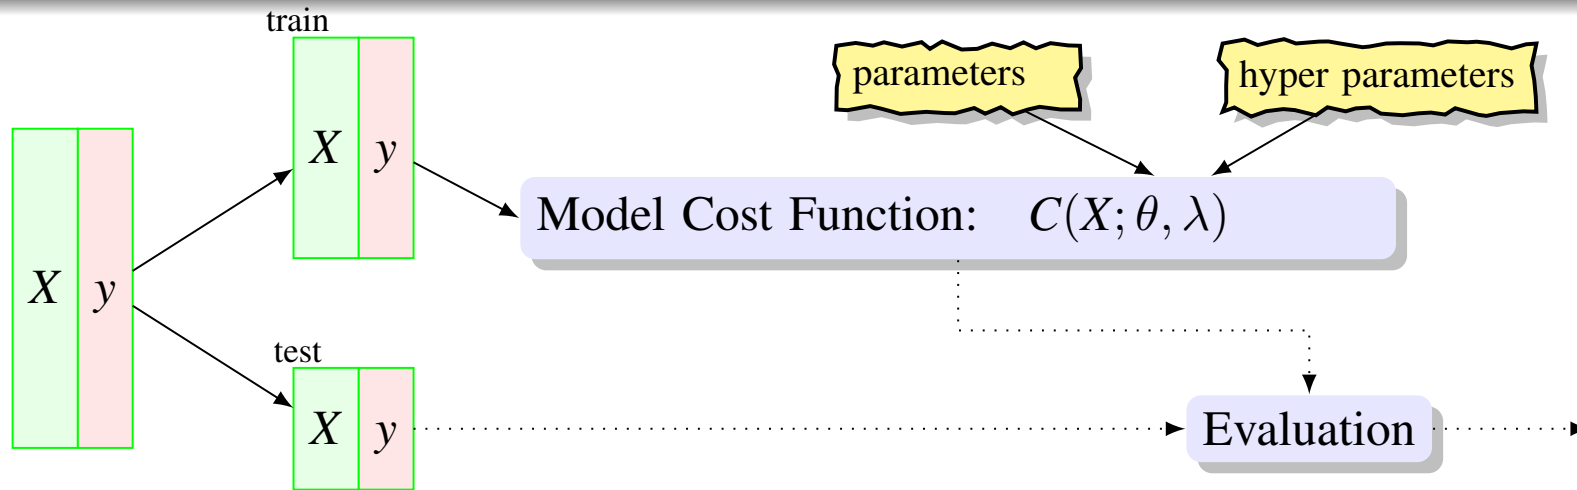 train
parameters
hyper parameters
X y
X y
Model Cost Function: C(X; θ, λ)
test
X y
Evaluation